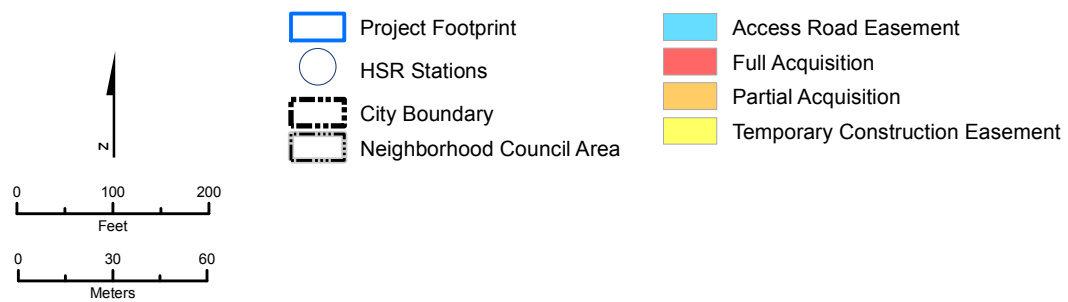 Project Footprint
HSR Stations
City Boundary
Neighborhood Council Area
Access Road Easement
Full Acquisition
Partial Acquisition
Temporary Construction Easement
N
0 100 200
Feet
0 30 60
Meters